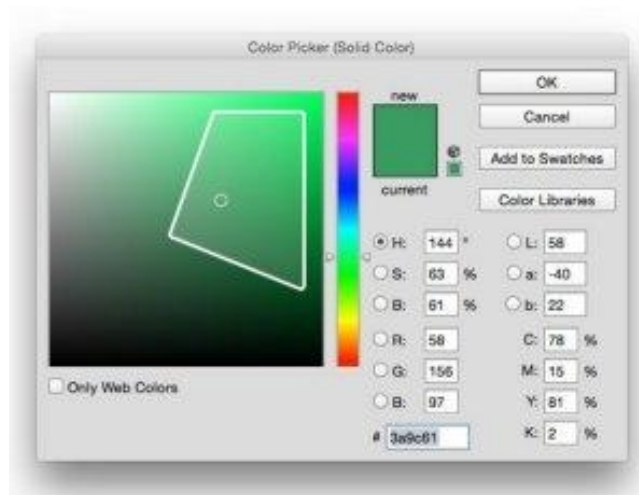 Color Picker (Solid Color)
new
current
OK
Cancel
Add to Swatches
Color Libraries
H: 144 °
S: 63 %
B: 61 %
R: 58
G: 156
B: 97
# 3a9c61
L: 58
a: -40
b: 22
C: 78 %
M: 15 %
Y: 81 %
K: 2 %
Only Web Colors